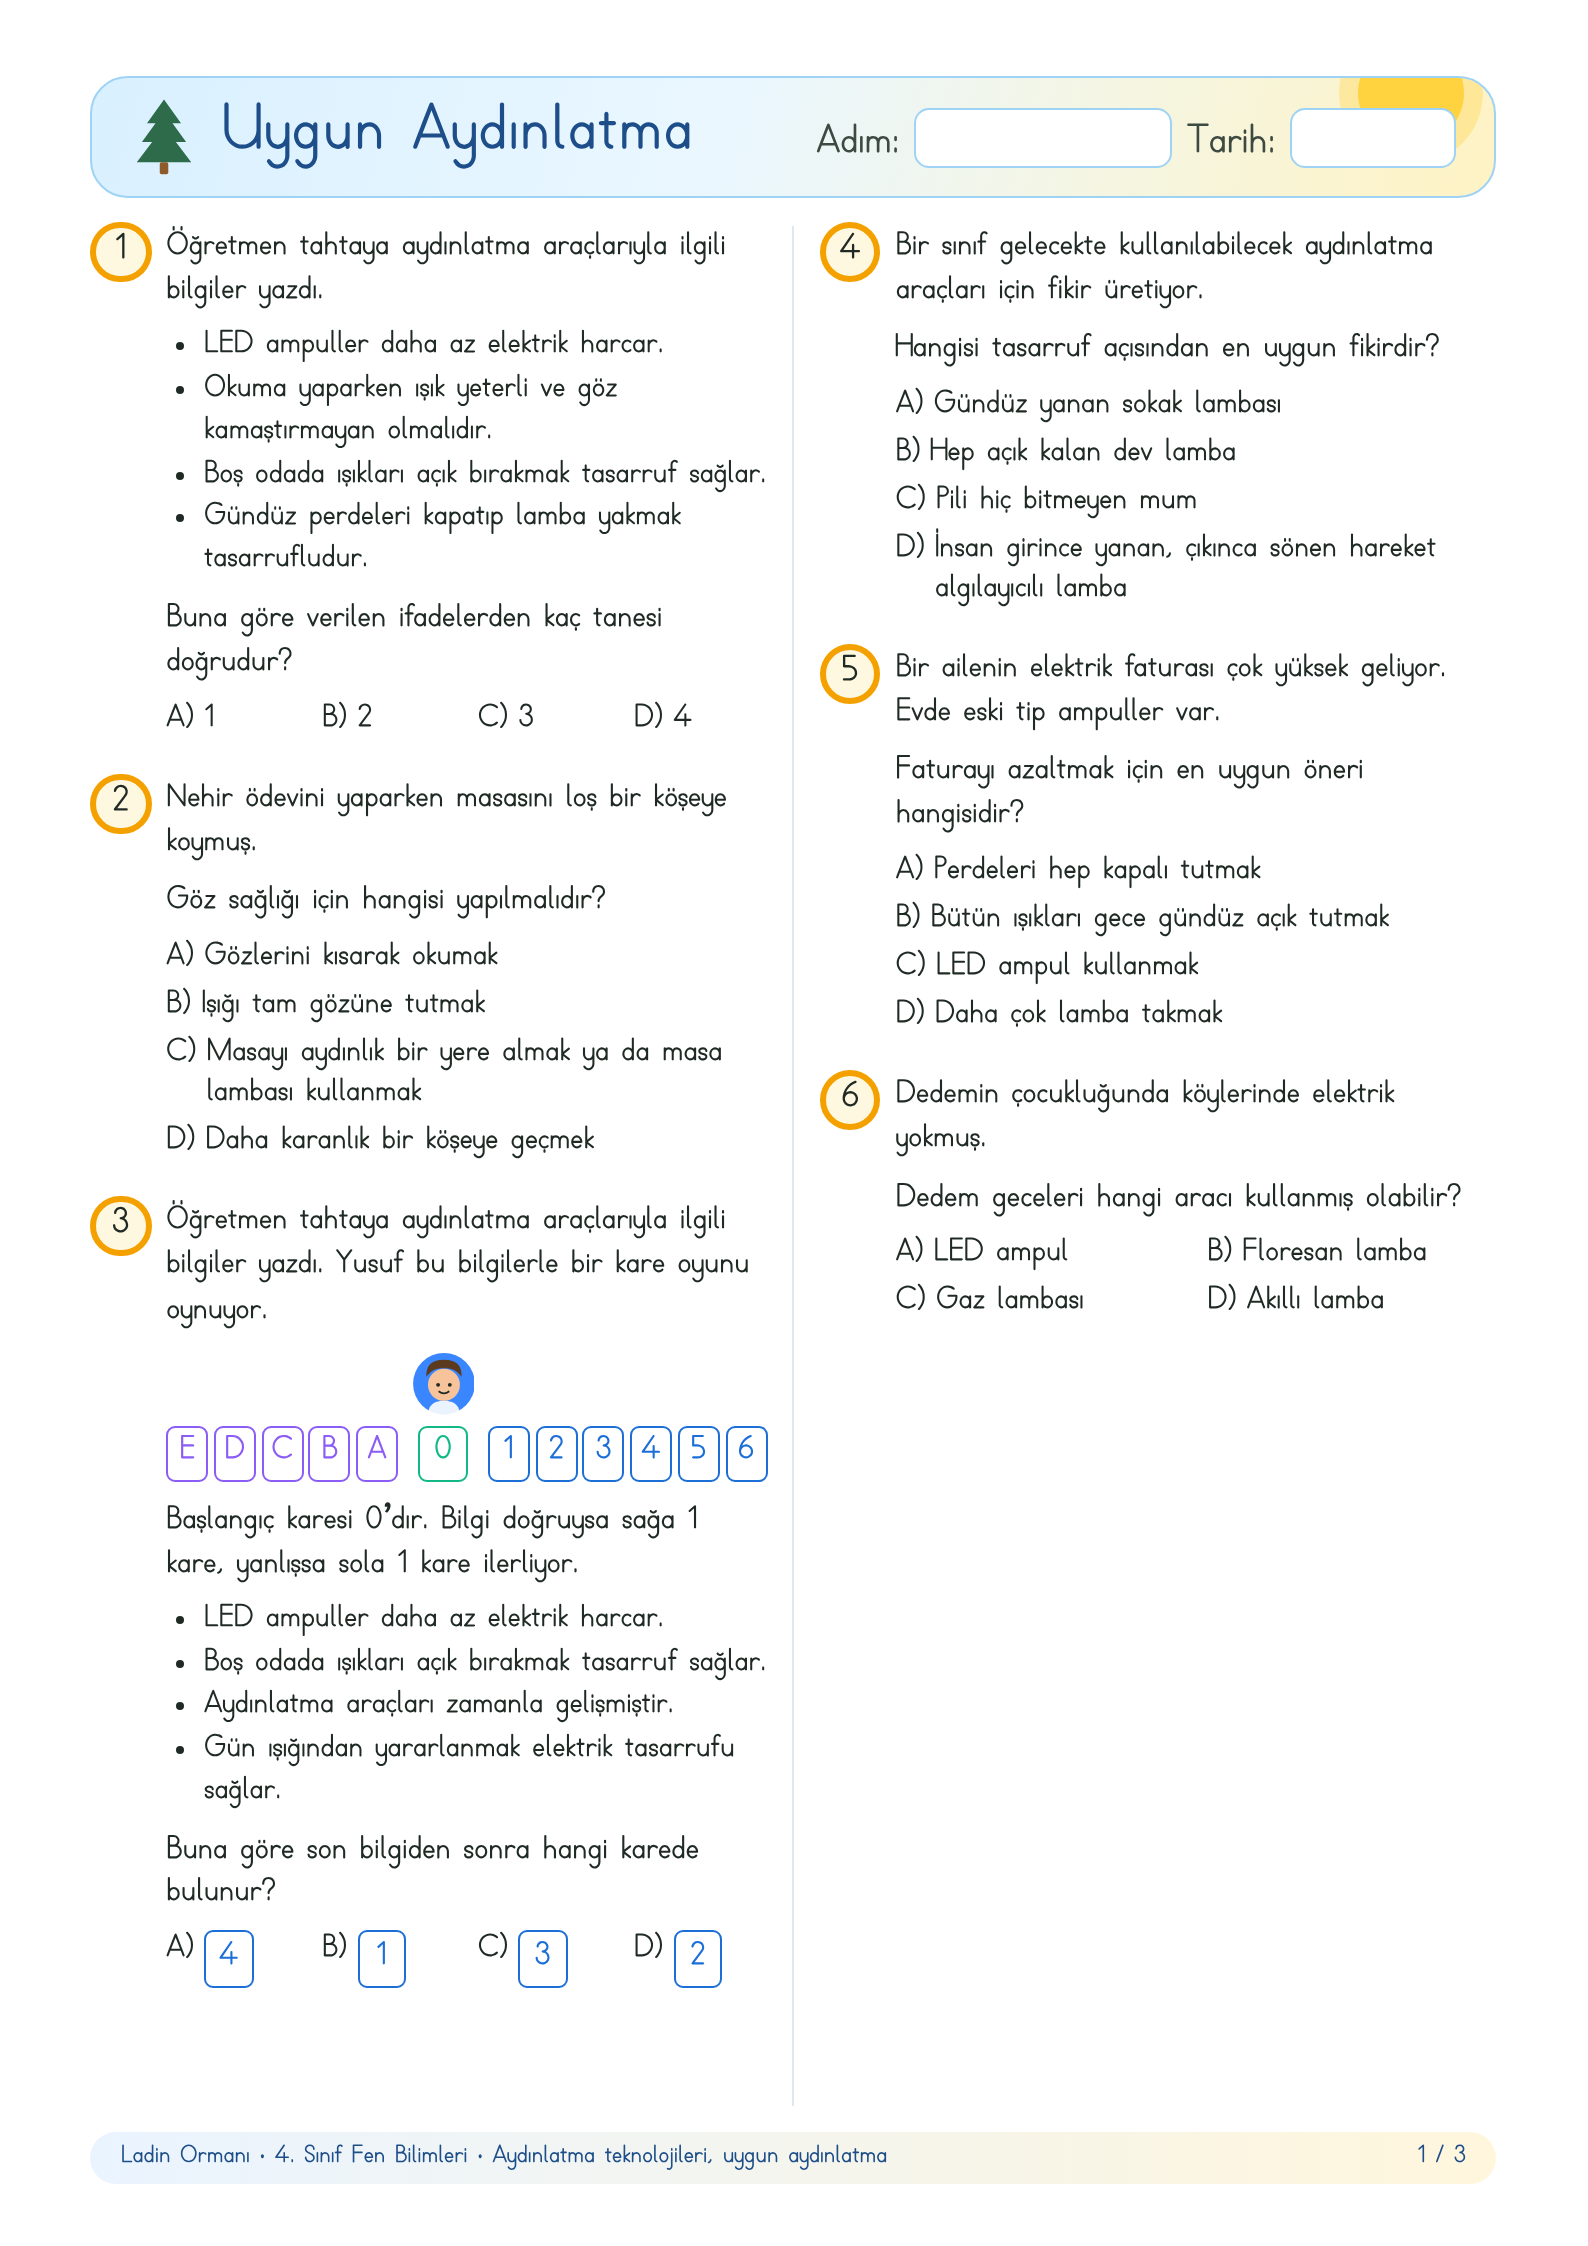 Uygun Aydınlatma
Adım:
Tarih:
1
Öğretmen tahtaya aydınlatma araçlarıyla ilgili
bilgiler yazdı.
• LED ampuller daha az elektrik harcar.
• Okuma yaparken ışık yeterli ve göz
kamaştırmayan olmalıdır.
• Boş odada ışıkları açık bırakmak tasarruf sağlar.
• Gündüz perdeleri kapatıp lamba yakmak
tasarrufludur.
Buna göre verilen ifadelerden kaç tanesi
doğrudur?
A) 1 B) 2 C) 3 D) 4
2
Nehir ödevini yaparken masasını loş bir köşeye
koymuş.
Göz sağlığı için hangisi yapılmalıdır?
A) Gözlerini kısarak okumak
B) Işığı tam gözüne tutmak
C) Masayı aydınlık bir yere almak ya da masa
lambası kullanmak
D) Daha karanlık bir köşeye geçmek
3
Öğretmen tahtaya aydınlatma araçlarıyla ilgili
bilgiler yazdı. Yusuf bu bilgilerle bir kare oyunu
oynuyor.
E D C B A 0 1 2 3 4 5 6
Başlangıç karesi 0’dır. Bilgi doğruysa sağa 1
kare, yanlışsa sola 1 kare ilerliyor.
• LED ampuller daha az elektrik harcar.
• Boş odada ışıkları açık bırakmak tasarruf sağlar.
• Aydınlatma araçları zamanla gelişmiştir.
• Gün ışığından yararlanmak elektrik tasarrufu
sağlar.
Buna göre son bilgiden sonra hangi karede
bulunur?
A) 4 B) 1 C) 3 D) 2
4
Bir sınıf gelecekte kullanılabilecek aydınlatma
araçları için fikir üretiyor.
Hangisi tasarruf açısından en uygun fikirdir?
A) Gündüz yanan sokak lambası
B) Hep açık kalan dev lamba
C) Pili hiç bitmeyen mum
D) İnsan girince yanan, çıkınca sönen hareket
algılayıcılı lamba
5
Bir ailenin elektrik faturası çok yüksek geliyor.
Evde eski tip ampuller var.
Faturayı azaltmak için en uygun öneri
hangisidir?
A) Perdeleri hep kapalı tutmak
B) Bütün ışıkları gece gündüz açık tutmak
C) LED ampul kullanmak
D) Daha çok lamba takmak
6
Dedemin çocukluğunda köylerinde elektrik
yokmuş.
Dedem geceleri hangi aracı kullanmış olabilir?
A) LED ampul B) Floresan lamba
C) Gaz lambası D) Akıllı lamba
Ladin Ormanı • 4. Sınıf Fen Bilimleri • Aydınlatma teknolojileri, uygun aydınlatma
1 / 3